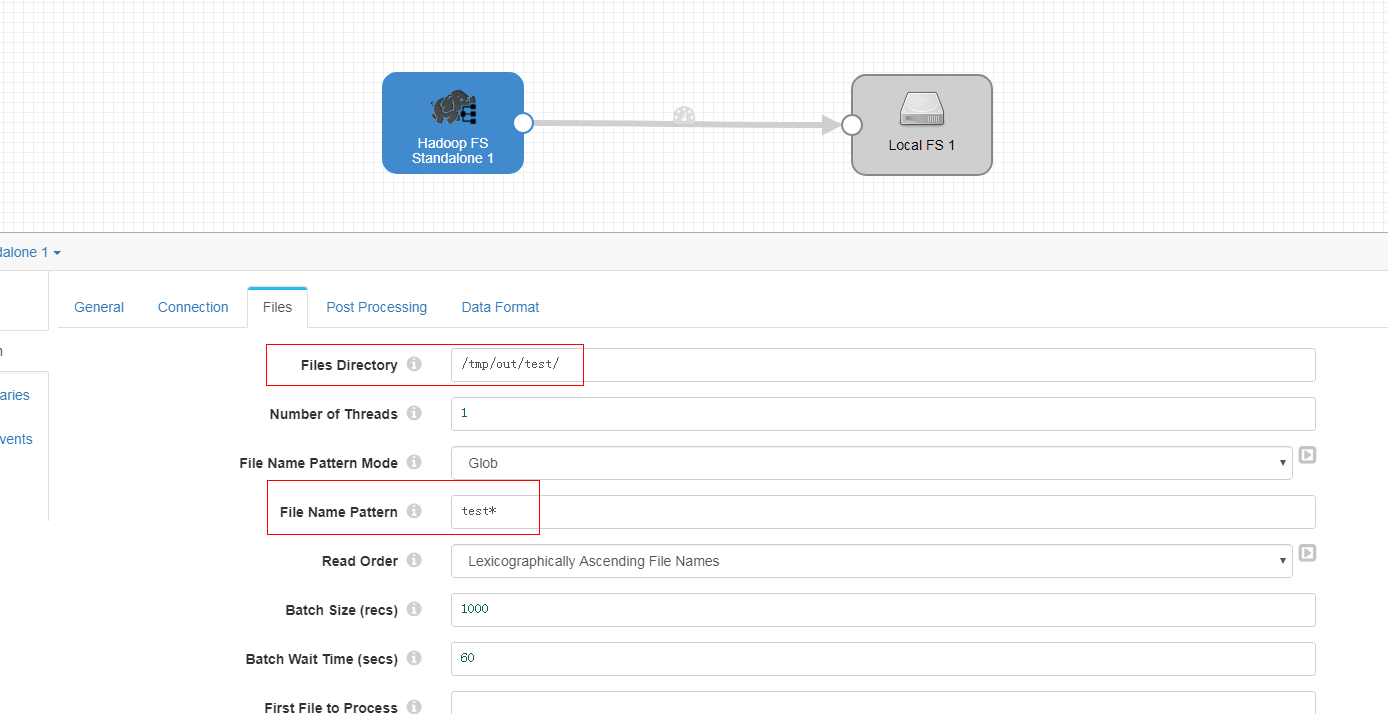 Hadoop FS
Standalone 1
Local FS 1
dalone 1
General Connection Files Post Processing Data Format
aries
vents
Files Directory /tmp/out/test/
Number of Threads 1
File Name Pattern Mode Glob
File Name Pattern test*
Read Order Lexicographically Ascending File Names
Batch Size (recs) 1000
Batch Wait Time (secs) 60
First File to Process